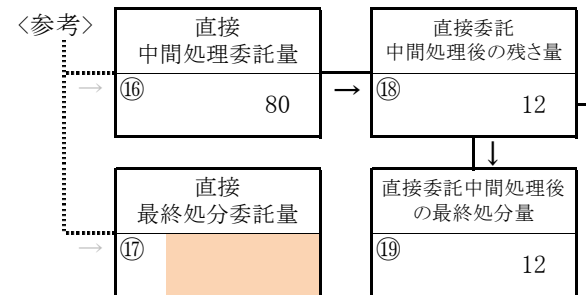 〈参考〉
直接
中間処理委託量
→
⑯
80
→
直接委託
中間処理後の残さ量
⑱
12
↓
直接
最終処分委託量
→
⑰
直接委託中間処理後
の最終処分量
⑲
12